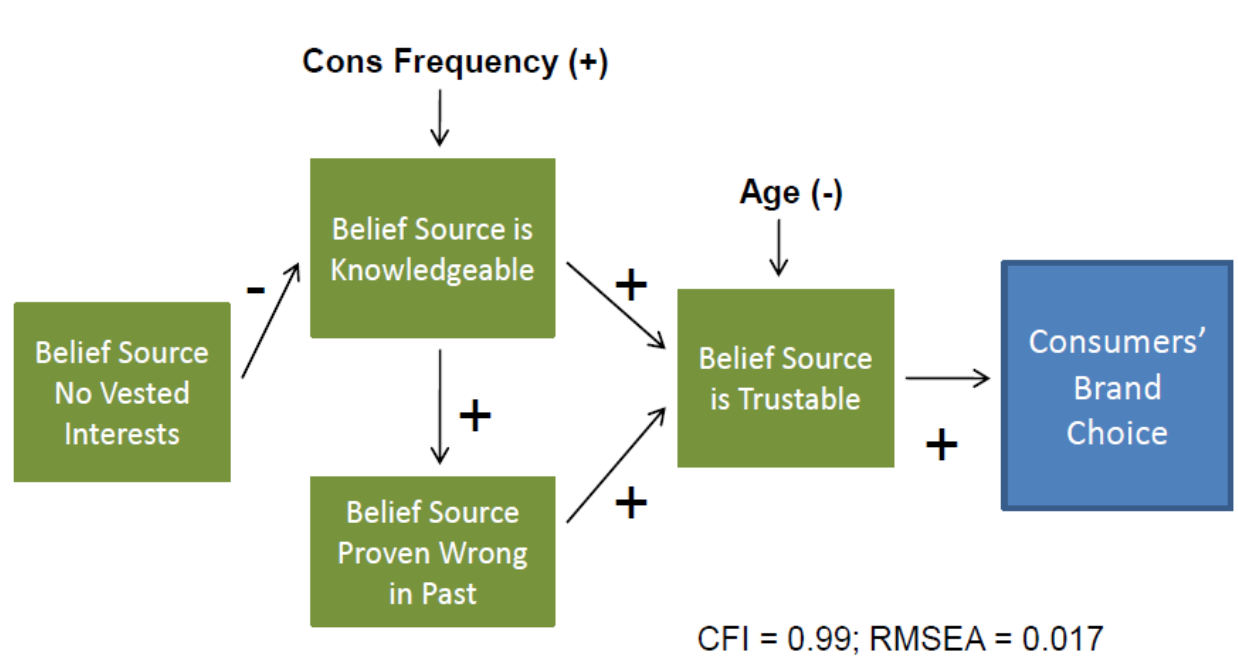 Cons Frequency (+)
Belief Source is
Knowledgeable
Age (-)
-
+
Belief Source
No Vested
Interests
Belief Source
is Trustable
Consumers’
Brand
Choice
+
+
+
Belief Source
Proven Wrong
in Past
CFI = 0.99; RMSEA = 0.017